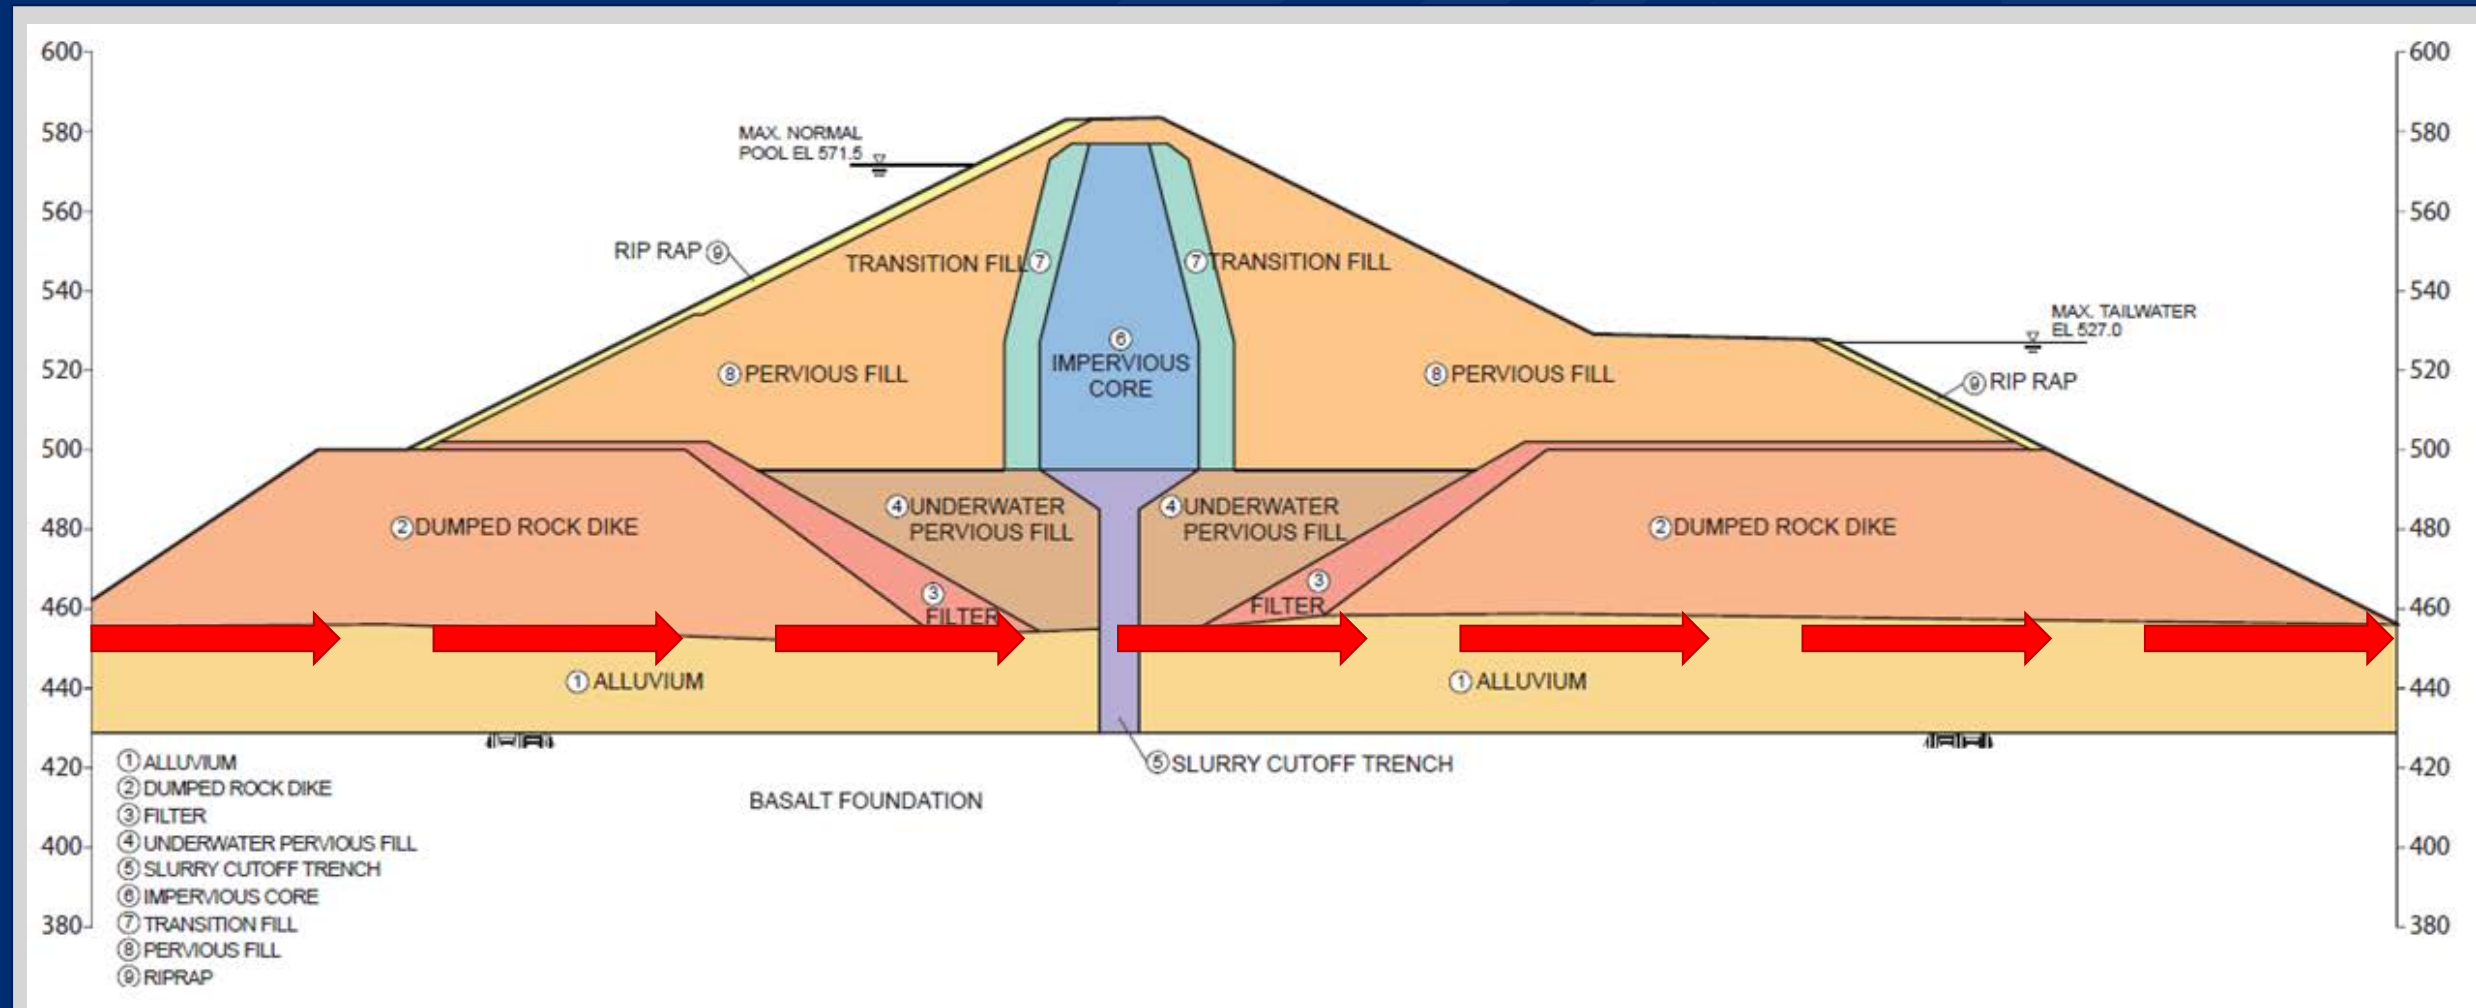 600
580
560
540
520
500
480
460
440
420
400
380
600
580
560
540
520
500
480
460
440
420
400
380
MAX. NORMAL
POOL EL 571.5
MAX. TAILWATER
EL 527.0
RIP RAP ⑨
TRANSITION FILL ⑦
⑦ TRANSITION FILL
⑥
IMPERVIOUS
CORE
⑧ PERVIOUS FILL
⑧ PERVIOUS FILL
⑨ RIP RAP
④ UNDERWATER
PERVIOUS FILL
④ UNDERWATER
PERVIOUS FILL
② DUMPED ROCK DIKE
② DUMPED ROCK DIKE
③
FILTER
③
FILTER
① ALLUVIUM
① ALLUVIUM
⑤ SLURRY CUTOFF TRENCH
BASALT FOUNDATION
① ALLUVIUM
② DUMPED ROCK DIKE
③ FILTER
④ UNDERWATER PERVIOUS FILL
⑤ SLURRY CUTOFF TRENCH
⑥ IMPERVIOUS CORE
⑦ TRANSITION FILL
⑧ PERVIOUS FILL
⑨ RIPRAP